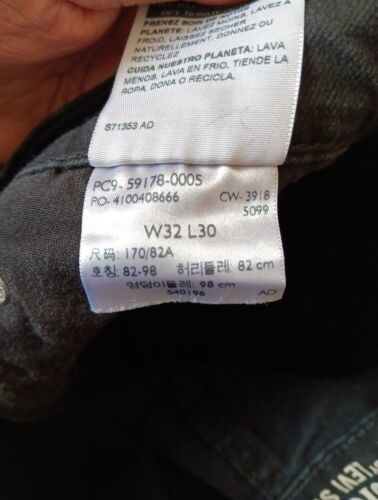 PRENEZ SOIN DE NOTRE
PLANETE: LAVEZ MOINS, LAVEZ A
FROID, LAISSEZ SECHER
NATURELLEMENT, DONNEZ OU
RECYCLEZ
CUIDA NUESTRO PLANETA: LAVA
MENOS, LAVA EN FRIO, TIENDE LA
ROPA, DONA O RECICLA.
S71353 AD
PC9- 59178-0005
PO- 4100408666 CW- 3918
5099
W32 L30
尺码: 170/82A
호칭: 82-98 허리둘레: 82 cm
엉덩이둘레: 98 cm
S40196 AD
LEVI S